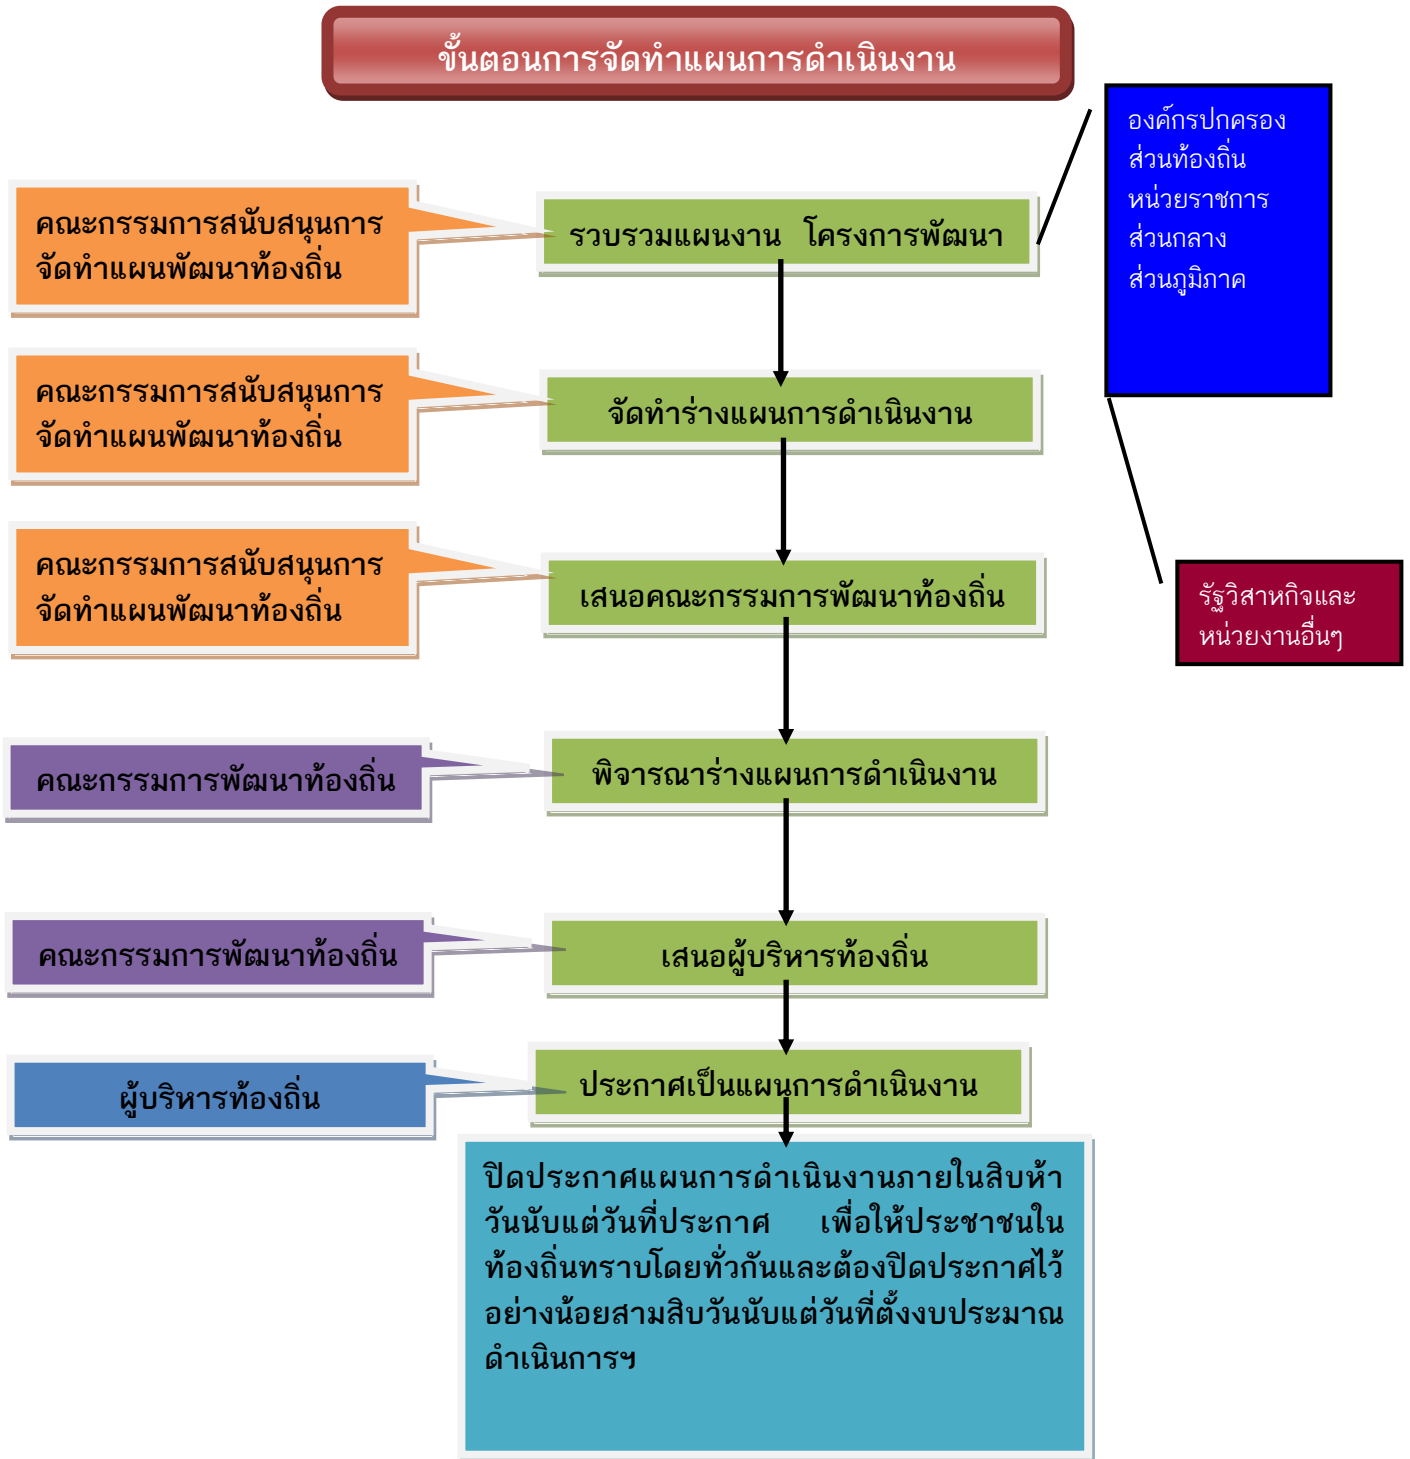 ขั้นตอนการจัดทำแผนการดำเนินงาน
องค์กรปกครอง
ส่วนท้องถิ่น
หน่วยราชการ
ส่วนกลาง
ส่วนภูมิภาค
คณะกรรมการสนับสนุนการ
จัดทำแผนพัฒนาท้องถิ่น
รวบรวมแผนงาน โครงการพัฒนา
คณะกรรมการสนับสนุนการ
จัดทำแผนพัฒนาท้องถิ่น
จัดทำร่างแผนการดำเนินงาน
คณะกรรมการสนับสนุนการ
จัดทำแผนพัฒนาท้องถิ่น
เสนอคณะกรรมการพัฒนาท้องถิ่น
รัฐวิสาหกิจและ
หน่วยงานอื่นๆ
คณะกรรมการพัฒนาท้องถิ่น
พิจารณาร่างแผนการดำเนินงาน
คณะกรรมการพัฒนาท้องถิ่น
เสนอผู้บริหารท้องถิ่น
ผู้บริหารท้องถิ่น
ประกาศเป็นแผนการดำเนินงาน
ปิดประกาศแผนการดำเนินงานภายในสิบห้า
วันนับแต่วันที่ประกาศ เพื่อให้ประชาชนใน
ท้องถิ่นทราบโดยทั่วกันและต้องปิดประกาศไว้
อย่างน้อยสามสิบวันนับแต่วันที่ตั้งงบประมาณ
ดำเนินการฯ